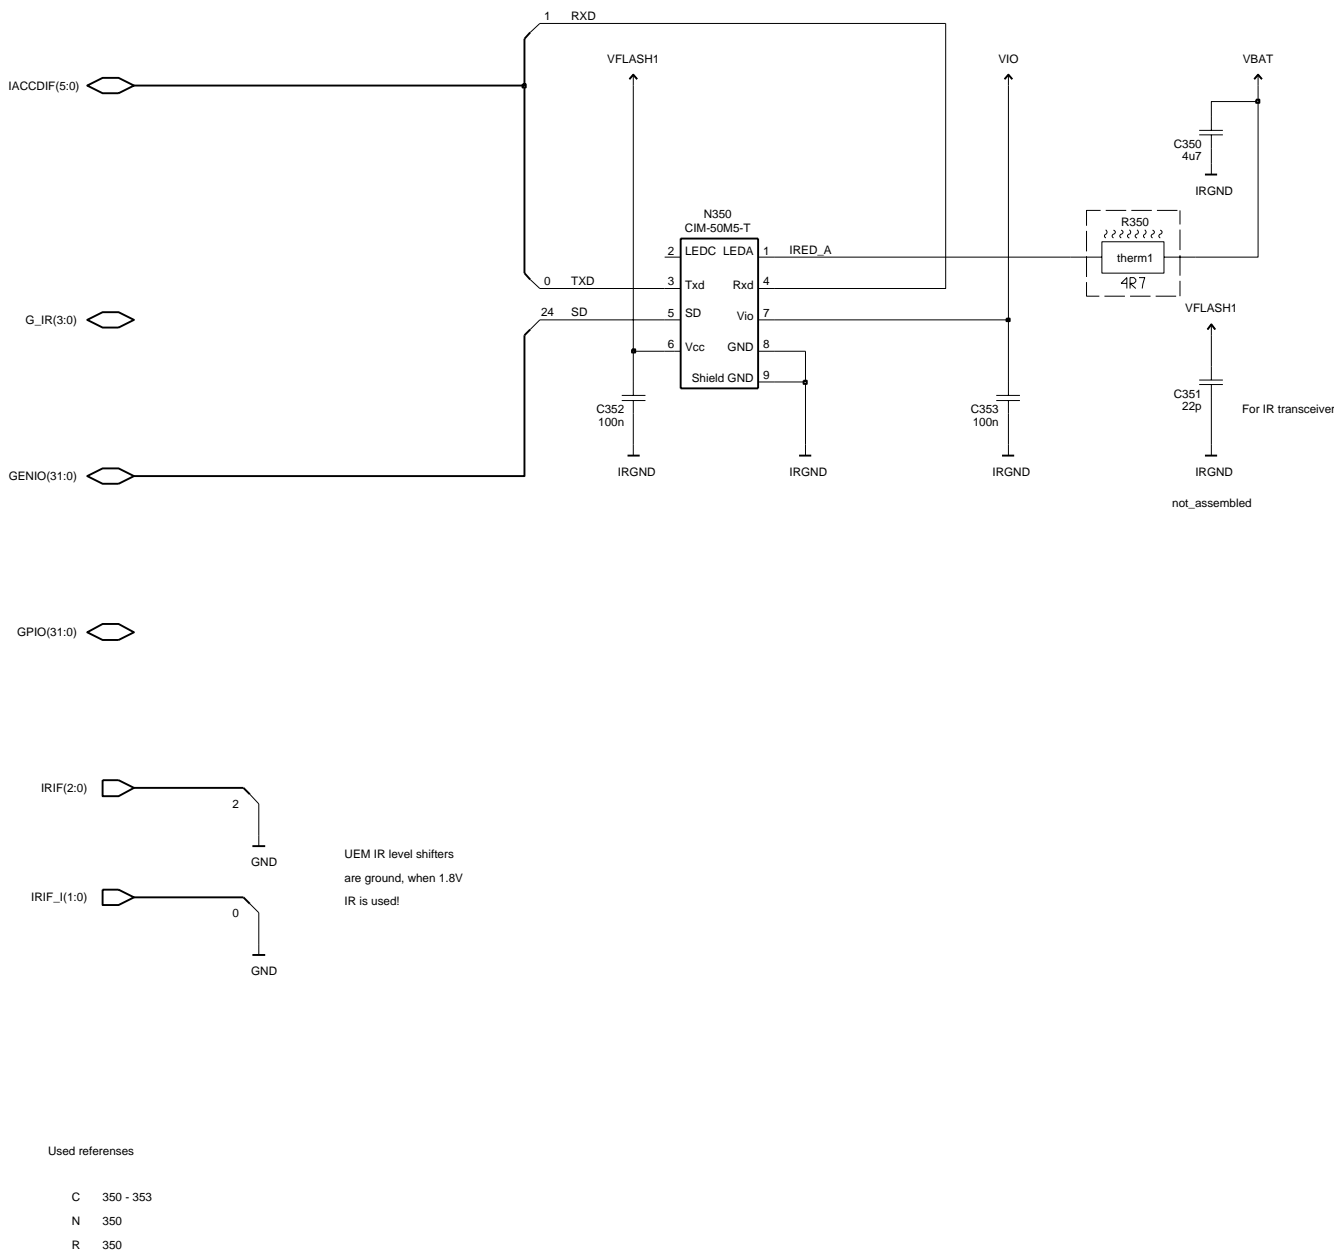 1 RXD
IACCDIF(5:0)
VFLASH1
VIO
VBAT
C350
4u7
IRGND
N350
CIM-50M5-T
R350
2 LEDC LEDA 1 IRED_A
therm1
4R7
0 TXD 3 Txd Rxd 4
G_IR(3:0)
24 SD 5 SD Vio 7
VFLASH1
6 Vcc GND 8
Shield GND 9
C352
100n
C353
100n
C351
22p
For IR transceiver
GENIO(31:0)
IRGND
IRGND
IRGND
IRGND
not_assembled
GPIO(31:0)
IRIF(2:0)
2
GND
UEM IR level shifters
are ground, when 1.8V
IR is used!
IRIF_I(1:0)
0
GND
Used referenses
C 350 - 353
N 350
R 350